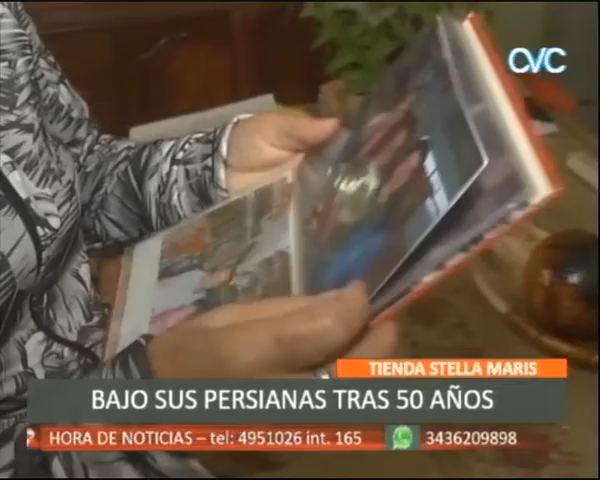 CVC
TIENDA STELLA MARIS
BAJO SUS PERSIANAS TRAS 50 AÑOS
HORA DE NOTICIAS – tel: 4951026 int. 165
3436209898